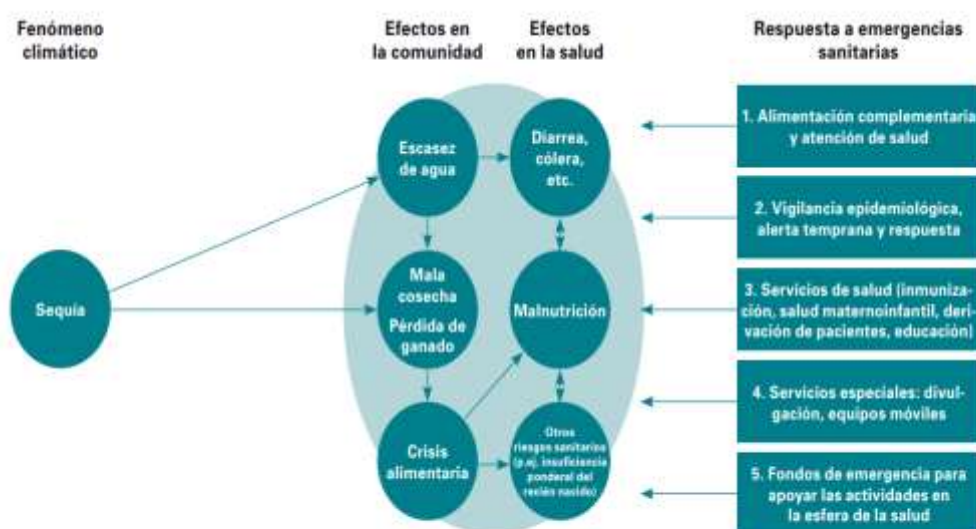 Fenómeno
climático
Efectos en
la comunidad
Efectos
en la salud
Respuesta a emergencias
sanitarias
Sequía
Escasez
de agua
Mala
cosecha
Pérdida de
ganado
Crisis
alimentaria
Diarrea,
cólera,
etc.
Malnutrición
Otros
riesgos sanitarios
(p.ej. insuficiencia
ponderal del
recién nacido)
1. Alimentación complementaria
y atención de salud
2. Vigilancia epidemiológica,
alerta temprana y respuesta
3. Servicios de salud (inmuniza-
ción, salud maternoinfantil, deri-
vación de pacientes, educación)
4. Servicios especiales: divul-
gación, equipos móviles
5. Fondos de emergencia para
apoyar las actividades en
la esfera de la salud